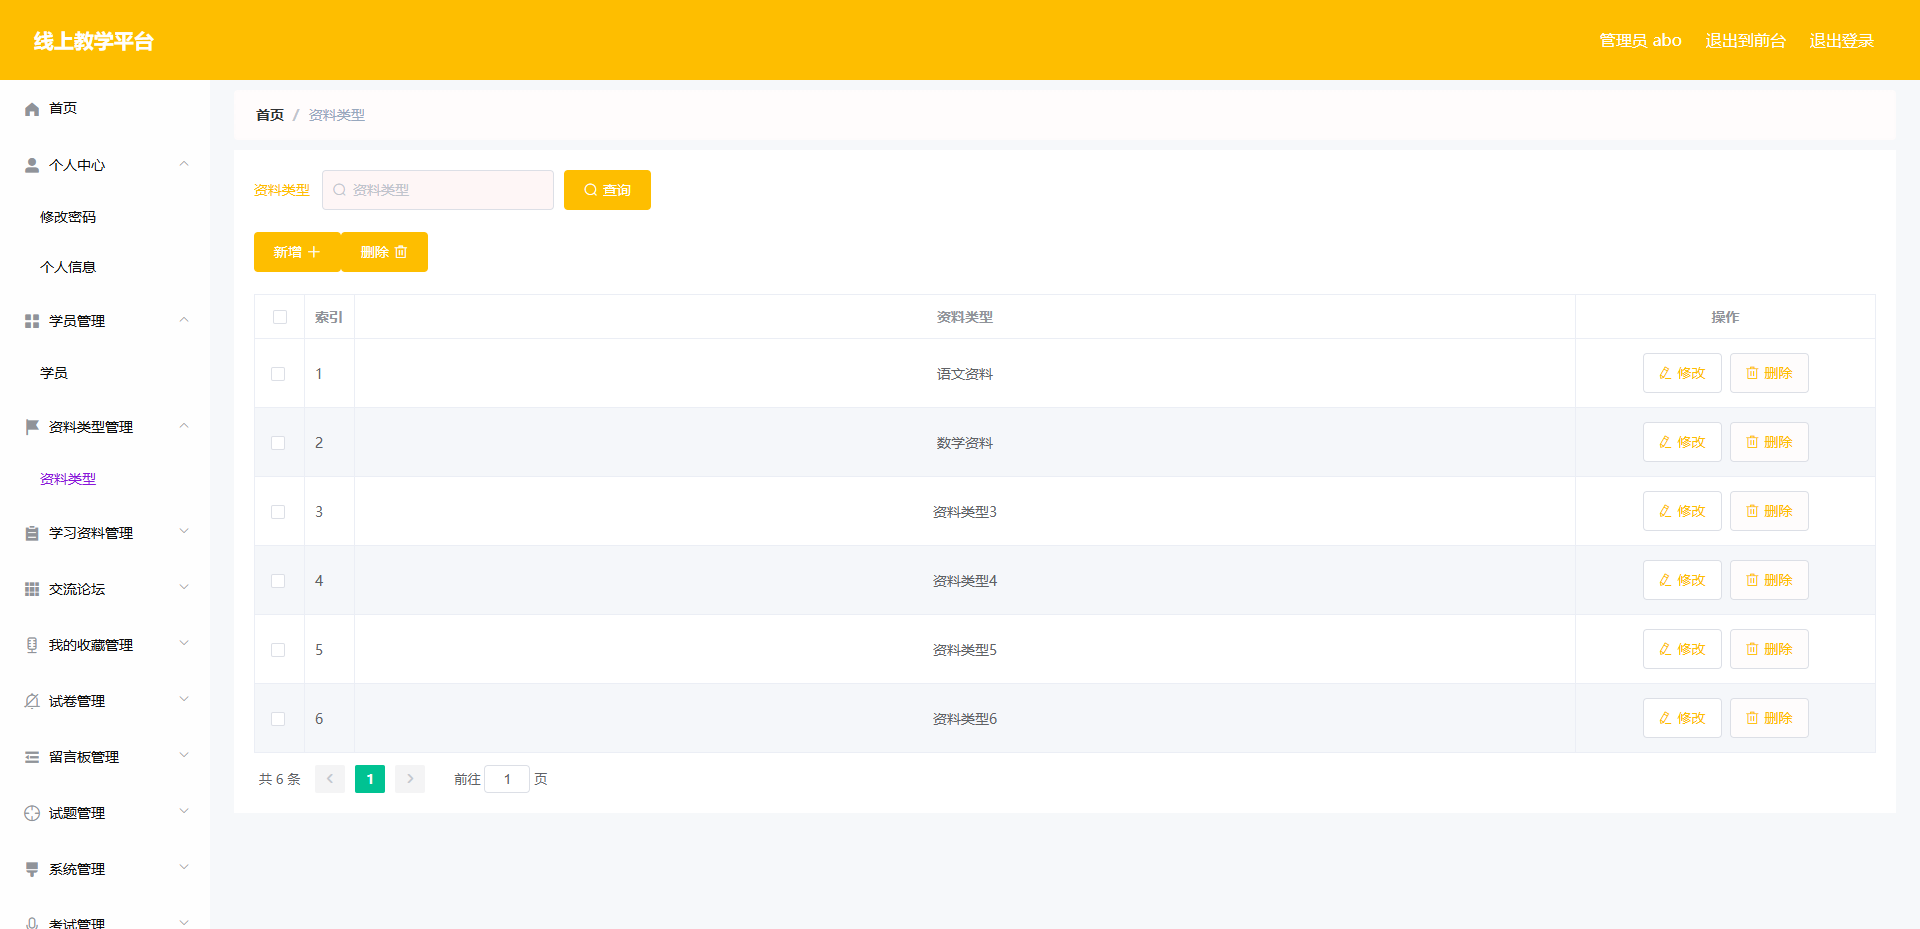 线上教学平台
管理员 abo 退出到前台 退出登录
首页
个人中心
修改密码
个人信息
学员管理
学员
资料类型管理
资料类型
学习资料管理
交流论坛
我的收藏管理
试卷管理
留言板管理
试题管理
系统管理
考试管理
首页 / 资料类型
资料类型 资料类型 查询
新增 删除
索引 资料类型 操作
1 语文资料 修改 删除
2 数学资料 修改 删除
3 资料类型3 修改 删除
4 资料类型4 修改 删除
5 资料类型5 修改 删除
6 资料类型6 修改 删除
共 6 条 1 前往 1 页